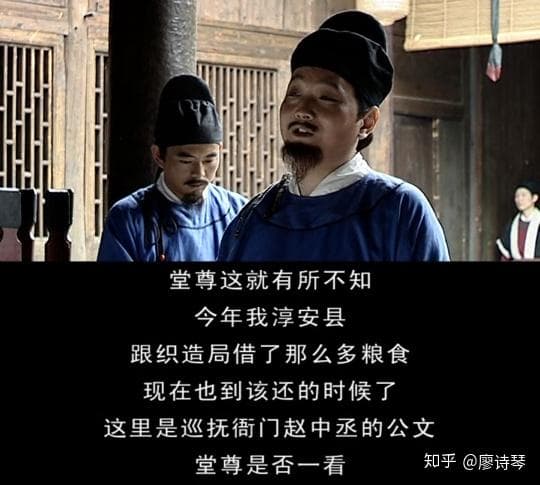 堂尊这就有所不知
今年我淳安县
跟织造局借了那么多粮食
现在也到该还的时候了
这里是巡抚衙门赵中丞的公文
堂尊是否一看
知乎 @廖诗琴